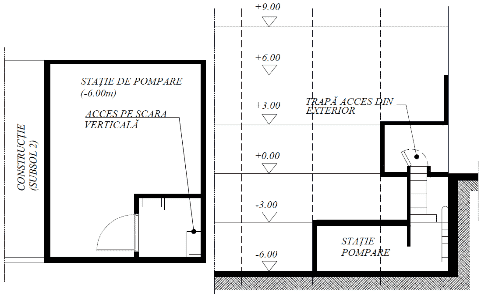 STAȚIE DE POMPARE
(-6.00m)
ACCES PE SCARA
VERTICALĂ
CONSTRUCȚIE
(SUBSOL 2)
+9.00
+6.00
+3.00
+0.00
-3.00
-6.00
TRAPĂ ACCES DIN
EXTERIOR
STAȚIE
POMPARE